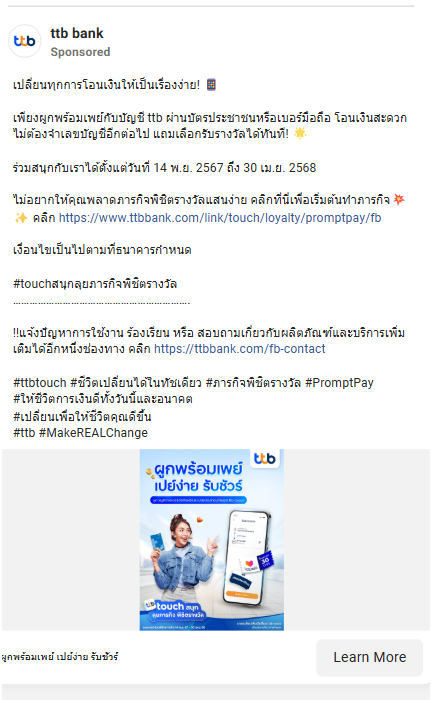 ttb
ttb bank
Sponsored
เปลี่ยนทุกการโอนเงินให้เป็นเรื่องง่าย!
เพียงผูกพร้อมเพย์กับบัญชี ttb ผ่านบัตรประชาชนหรือเบอร์มือถือ โอนเงินสะดวก
ไม่ต้องจำเลขบัญชีอีกต่อไป แถมเลือกรับรางวัลได้ทันที! 🌟
ร่วมสนุกกับเราได้ตั้งแต่วันที่ 14 พ.ย. 2567 ถึง 30 เม.ย. 2568
ไม่อยากให้คุณพลาดภารกิจพิชิตรางวัลแสนง่าย คลิกที่นี่เพื่อเริ่มต้นทำภารกิจ 💥
✨ คลิก https://www.ttbbank.com/link/touch/loyalty/promptpay/fb
เงื่อนไขเป็นไปตามที่ธนาคารกำหนด
#touchสนุกลุยภารกิจพิชิตรางวัล
..........................................................
!!แจ้งปัญหาการใช้งาน ร้องเรียน หรือ สอบถามเกี่ยวกับผลิตภัณฑ์และบริการเพิ่ม
เติมได้อีกหนึ่งช่องทาง คลิก https://ttbbank.com/fb-contact
#ttbtouch #ชีวิตเปลี่ยนได้ในทัชเดียว #ภารกิจพิชิตรางวัล #PromptPay
#ให้ชีวิตการเงินดีทั้งวันนี้และอนาคต
#เปลี่ยนเพื่อให้ชีวิตคุณดีขึ้น
#ttb #MakeREALChange
ttb
ผูกพร้อมเพย์
เปย์ง่าย รับชัวร์
ttb touch สนุก
ลุยภารกิจ พิชิตรางวัล
ผูกพร้อมเพย์ เปย์ง่าย รับชัวร์
Learn More